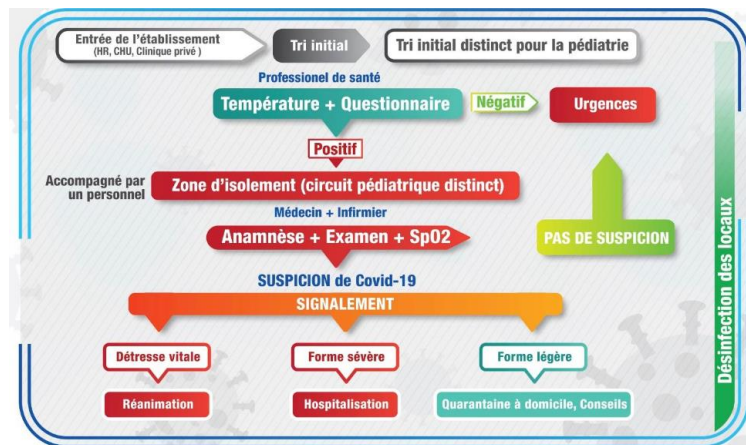 Entrée de l'établissement
(HR, CHU, Clinique privé )
Tri initial
Tri initial distinct pour la pédiatrie
Professionel de santé
Température + Questionnaire
Négatif
Urgences
Positif
Accompagné par
un personnel
Zone d'isolement (circuit pédiatrique distinct)
Médecin + Infirmier
Anamnèse + Examen + SpO2
PAS DE SUSPICION
SUSPICION de Covid-19
SIGNALEMENT
Détresse vitale
Forme sévère
Forme légère
Réanimation
Hospitalisation
Quarantaine à domicile, Conseils
Désinfection des locaux